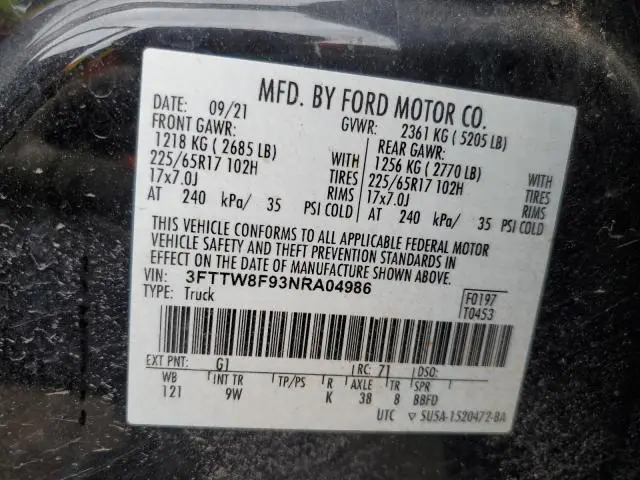 MFD. BY FORD MOTOR CO.
DATE: 09/21 GVWR: 2361 KG ( 5205 LB)
FRONT GAWR: REAR GAWR:
1218 KG ( 2685 LB) 1256 KG ( 2770 LB)
225/65R17 102H WITH TIRES 225/65R17 102H WITH TIRES
17x7.0J RIMS 17x7.0J RIMS
AT 240 kPa/ 35 PSI COLD AT 240 kPa/ 35 PSI COLD
THIS VEHICLE CONFORMS TO ALL APPLICABLE FEDERAL MOTOR
VEHICLE SAFETY AND THEFT PREVENTION STANDARDS IN
EFFECT ON THE DATE OF MANUFACTURE SHOWN ABOVE.
VIN: 3FTTW8F93NRA04986
TYPE: Truck F0197
T0453
EXT PNT: G1 RC: 71 DSO:
WB INT TR TP/PS R AXLE TR SPR
121 9W K 38 8 BBFD
UTC ▽ 5U5A-1520472-BA